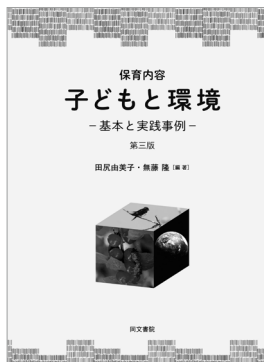 保育内容
子どもと環境
－基本と実践事例－
第三版
田尻由美子・無藤 隆 [編著]
同文書院